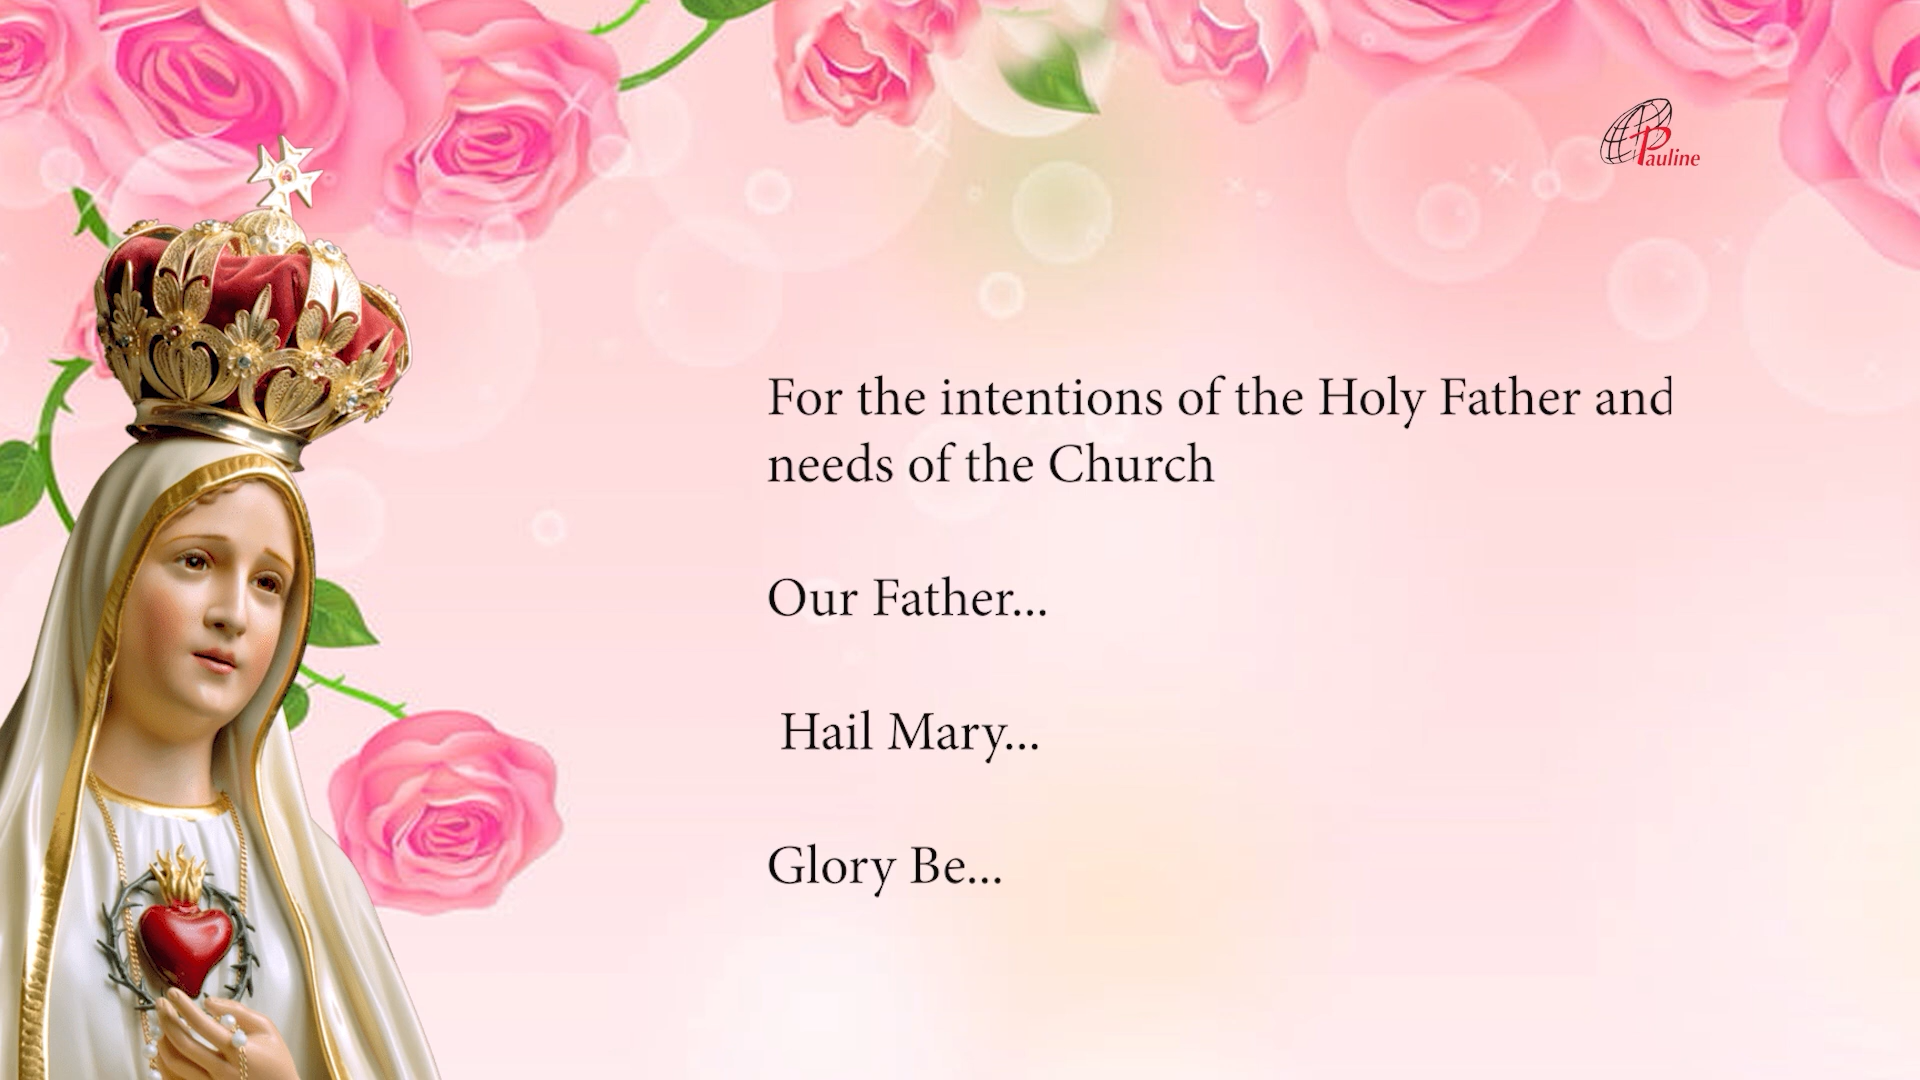 Pauline
For the intentions of the Holy Father and
needs of the Church
Our Father...
Hail Mary...
Glory Be...